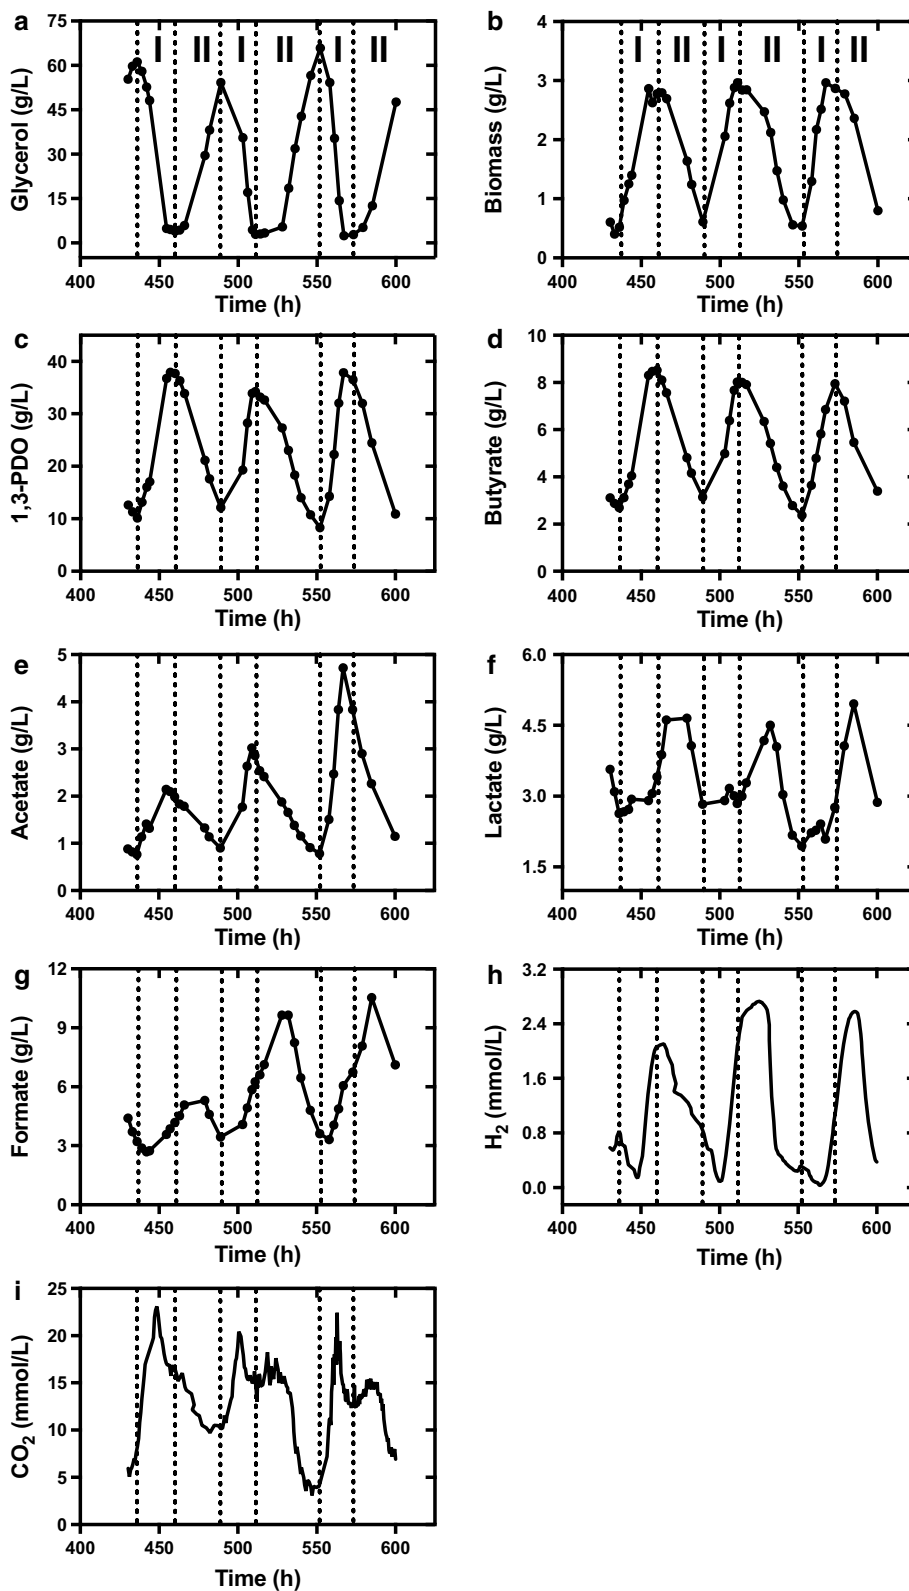 a
75
60
45
30
15
0
Glycerol (g/L)
I II I II I II
400 450 500 550 600
Time (h)
b
4
3
2
1
0
Biomass (g/L)
I II I II I II
400 450 500 550 600
Time (h)
c
40
30
20
10
0
1,3-PDO (g/L)
400 450 500 550 600
Time (h)
d
10
8
6
4
2
0
Butyrate (g/L)
400 450 500 550 600
Time (h)
e
5
4
3
2
1
0
Acetate (g/L)
400 450 500 550 600
Time (h)
f
6.0
4.5
3.0
1.5
Lactate (g/L)
400 450 500 550 600
Time (h)
g
12
9
6
3
0
Formate (g/L)
400 450 500 550 600
Time (h)
h
3.2
2.4
1.6
0.8
0.0
H2 (mmol/L)
400 450 500 550 600
Time (h)
i
25
20
15
10
5
0
CO2 (mmol/L)
400 450 500 550 600
Time (h)